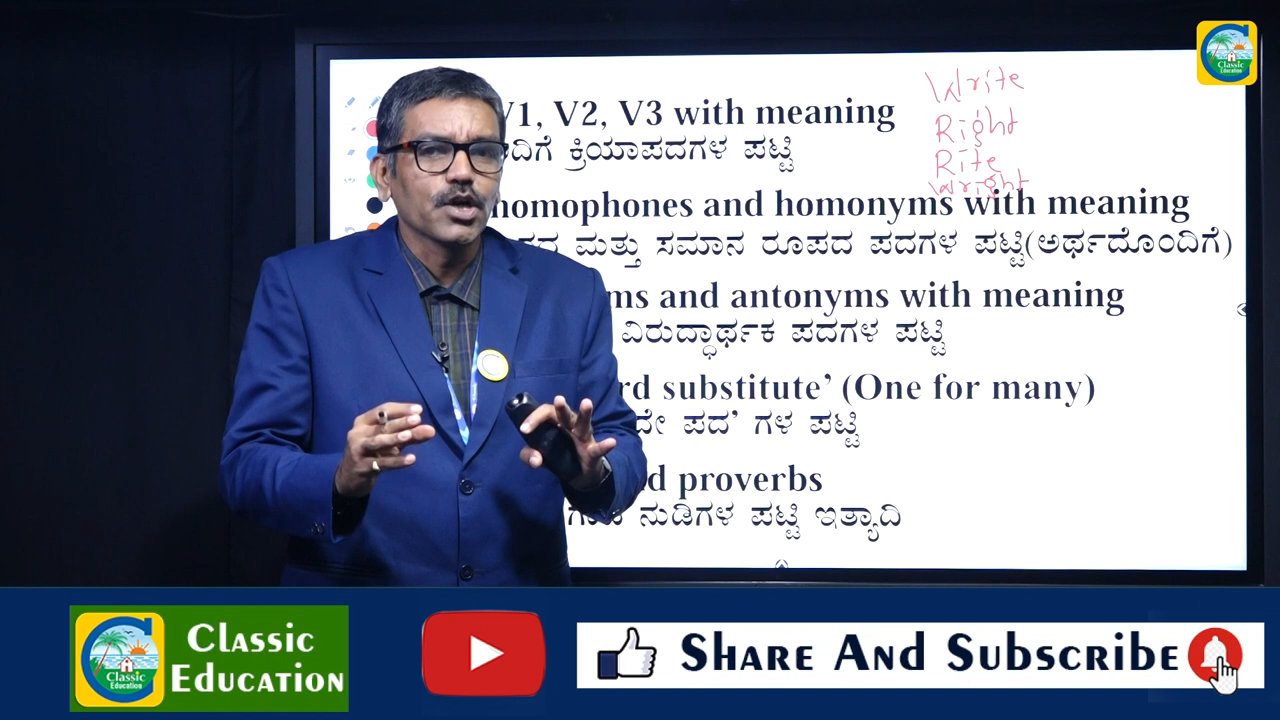 V1, V2, V3 with meaning
ಕ್ರಿಯಾಪದಗಳ ಪಟ್ಟಿ
Write
Right
Rite
Wright
homophones and homonyms with meaning
ಮತ್ತು ಸಮಾನ ರೂಪದ ಪದಗಳ ಪಟ್ಟಿ(ಅರ್ಥದೊಂದಿಗೆ)
and antonyms with meaning
ವಿರುದ್ಧಾರ್ಥಕ ಪದಗಳ ಪಟ್ಟಿ
substitute’ (One for many)
ಪದ’ ಗಳ ಪಟ್ಟಿ
proverbs
ನುಡಿಗಳ ಪಟ್ಟಿ ಇತ್ಯಾದಿ
Classic
Education
Classic
Education
Classic
Education
Share And Subscribe